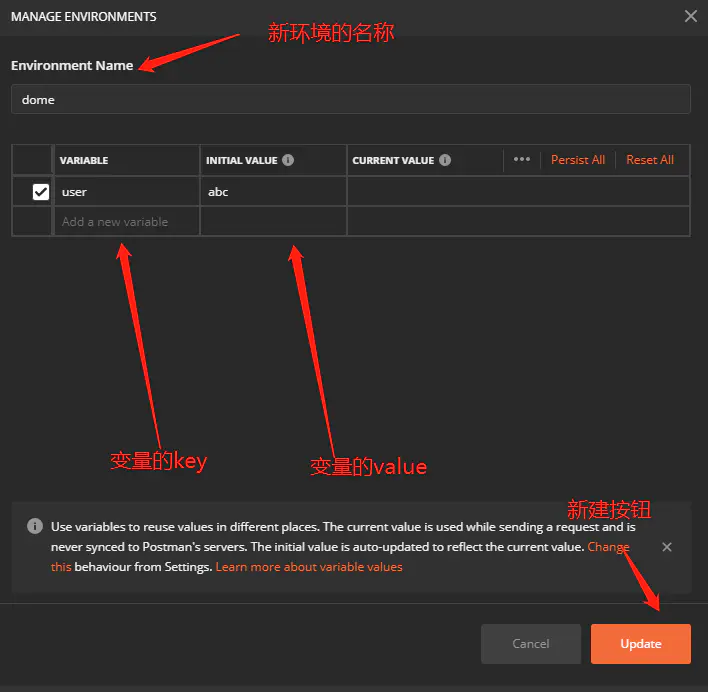 MANAGE ENVIRONMENTS
新环境的名称
Environment Name
dome
VARIABLE INITIAL VALUE CURRENT VALUE ••• Persist All Reset All
user abc
Add a new variable
变量的key
变量的value
新建按钮
Use variables to reuse values in different places. The current value is used while sending a request and is
never synced to Postman's servers. The initial value is auto-updated to reflect the current value. Change
this behaviour from Settings. Learn more about variable values
Cancel Update